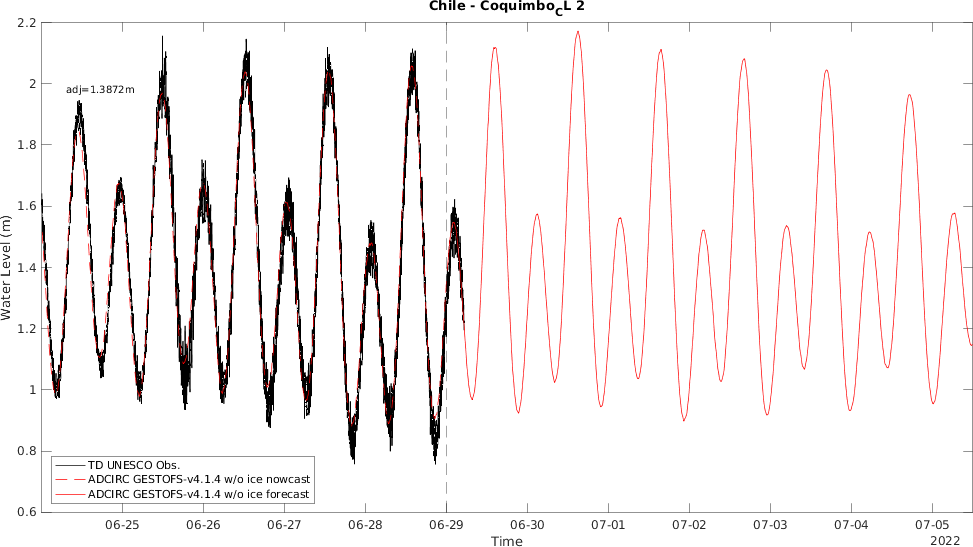 Chile - Coquimbo_CL 2
2.2
2
1.8
1.6
1.4
1.2
1
0.8
0.6
Water Level (m)
adj=1.3872m
TD UNESCO Obs.
ADCIRC GESTOFS-v4.1.4 w/o ice nowcast
ADCIRC GESTOFS-v4.1.4 w/o ice forecast
06-25 06-26 06-27 06-28 06-29 06-30 07-01 07-02 07-03 07-04 07-05
Time
2022